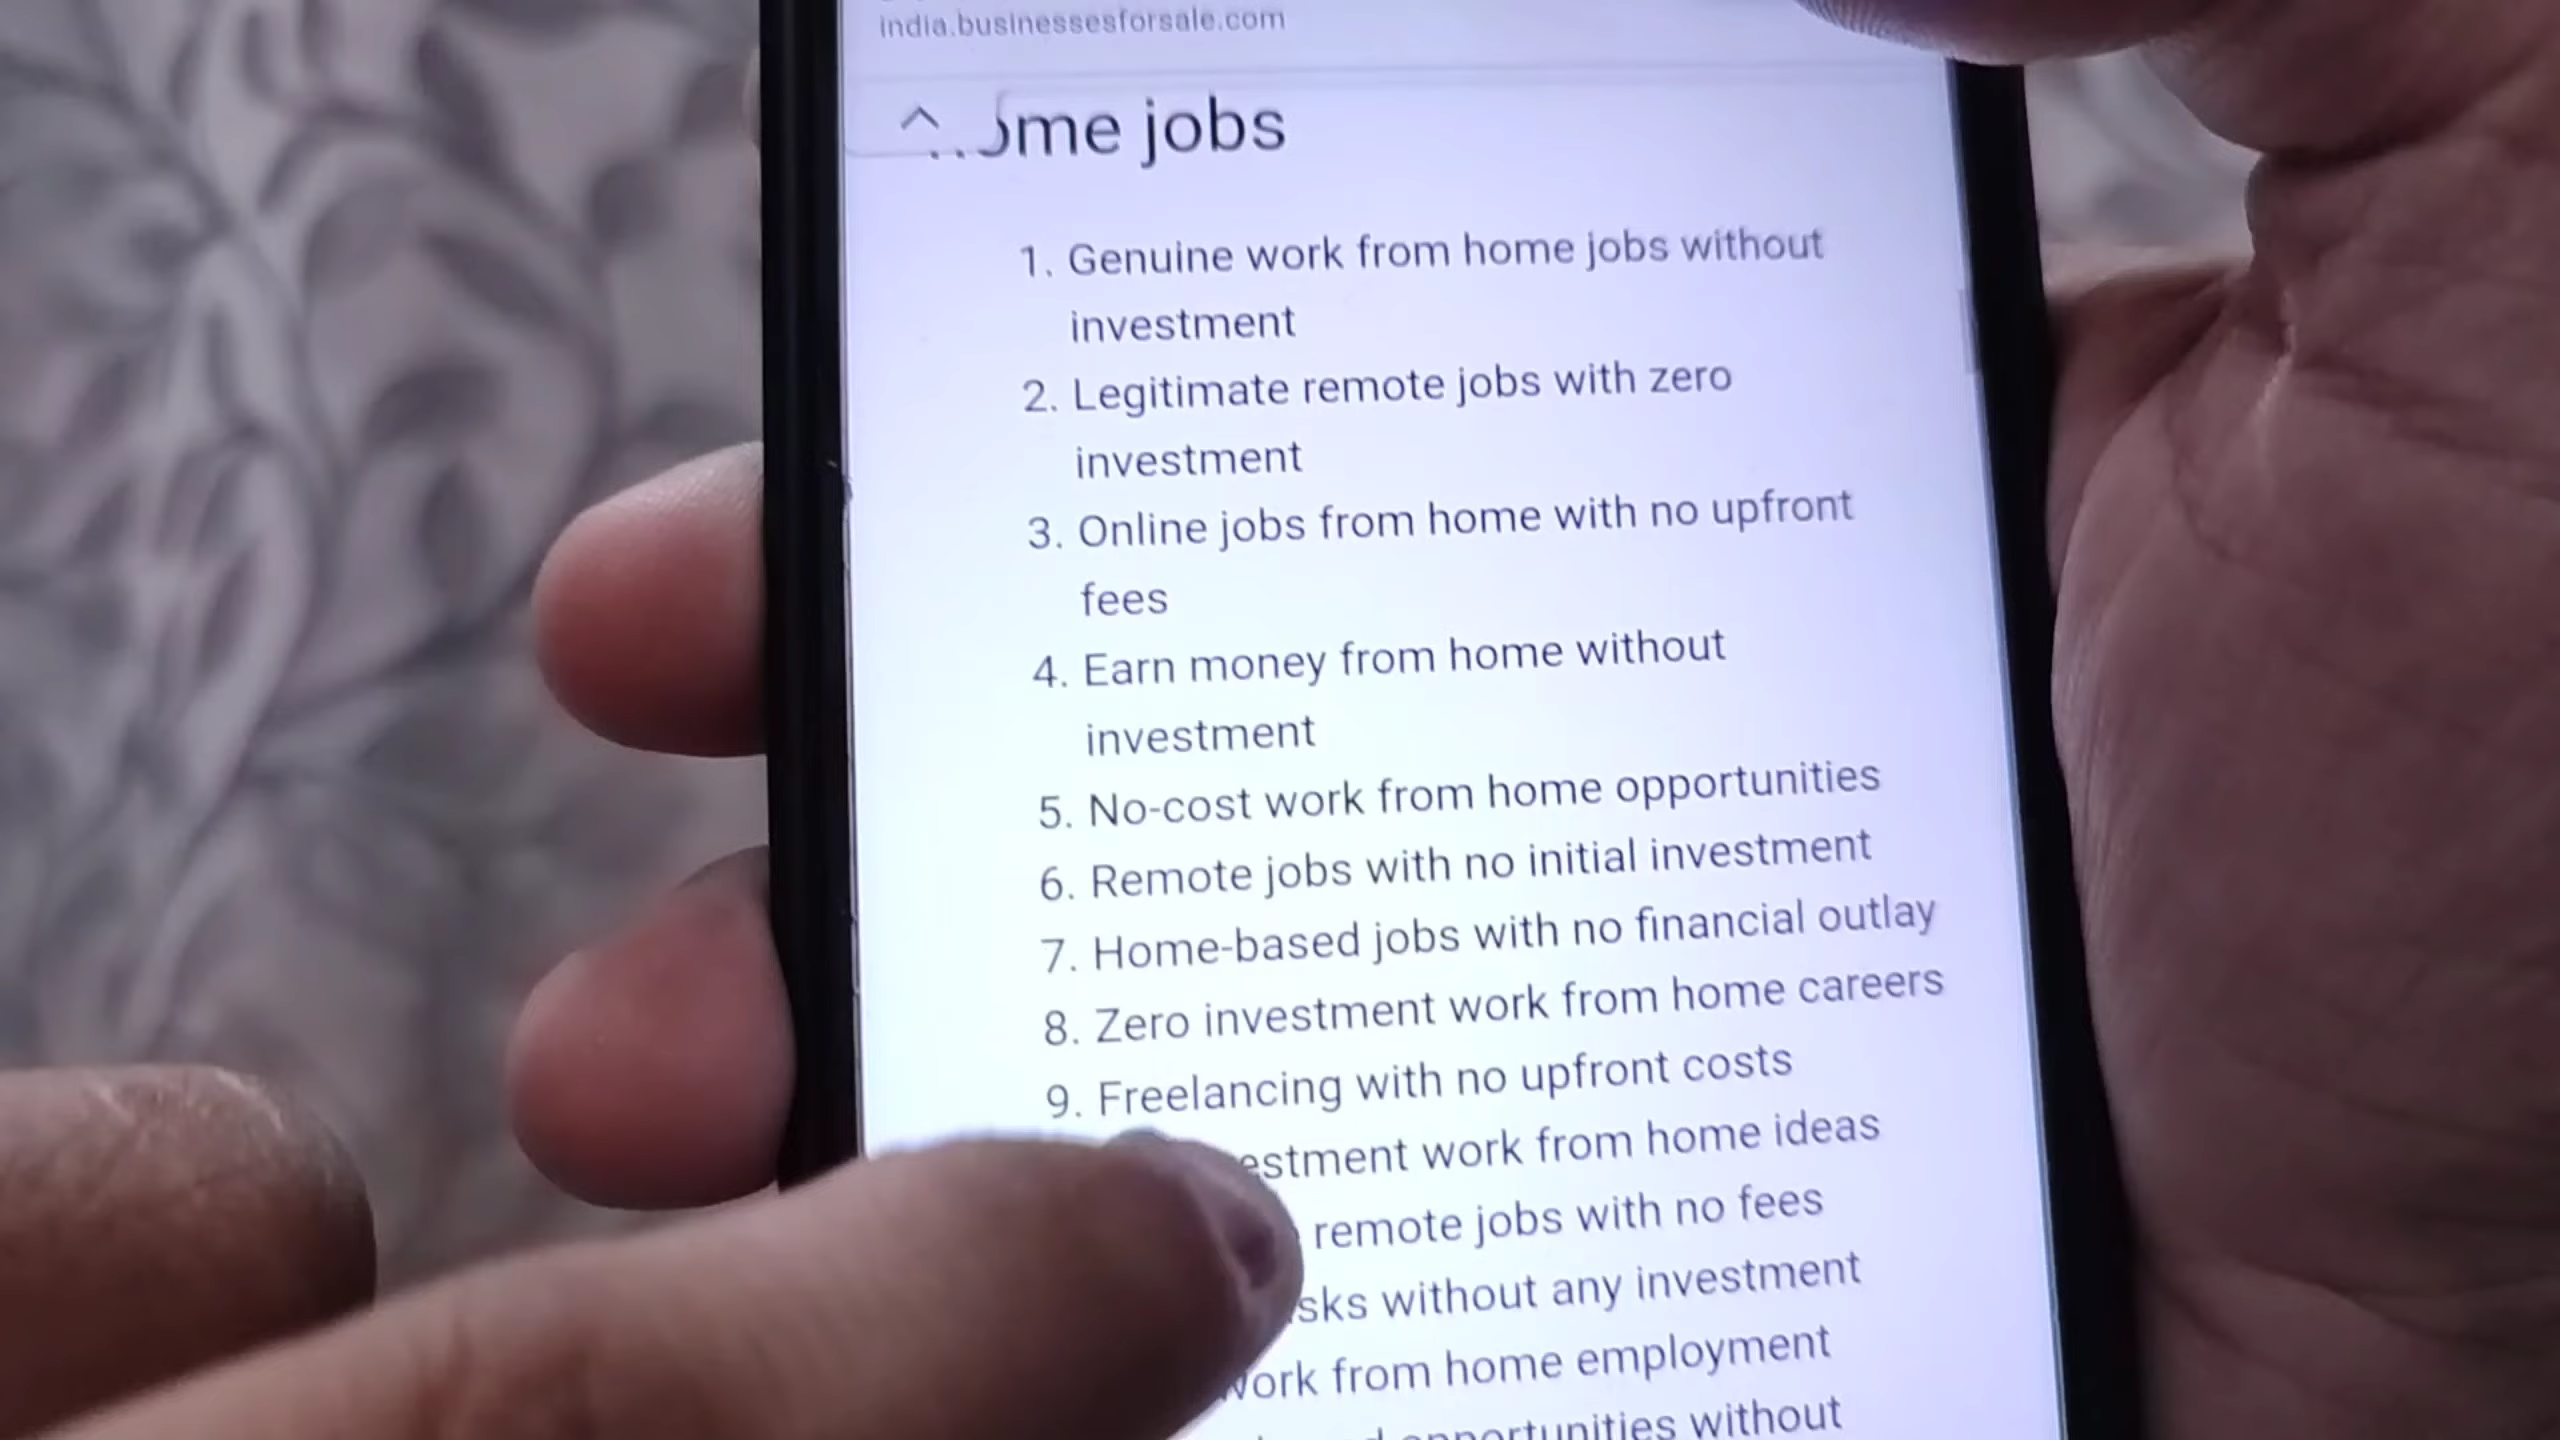 india.businessesforsale.com
jobs
1. Genuine work from home jobs without
investment
2. Legitimate remote jobs with zero
investment
3. Online jobs from home with no upfront
fees
4. Earn money from home without
investment
5. No-cost work from home opportunities
6. Remote jobs with no initial investment
7. Home-based jobs with no financial outlay
8. Zero investment work from home careers
9. Freelancing with no upfront costs
work from home ideas
remote jobs with no fees
without any investment
from home employment
without